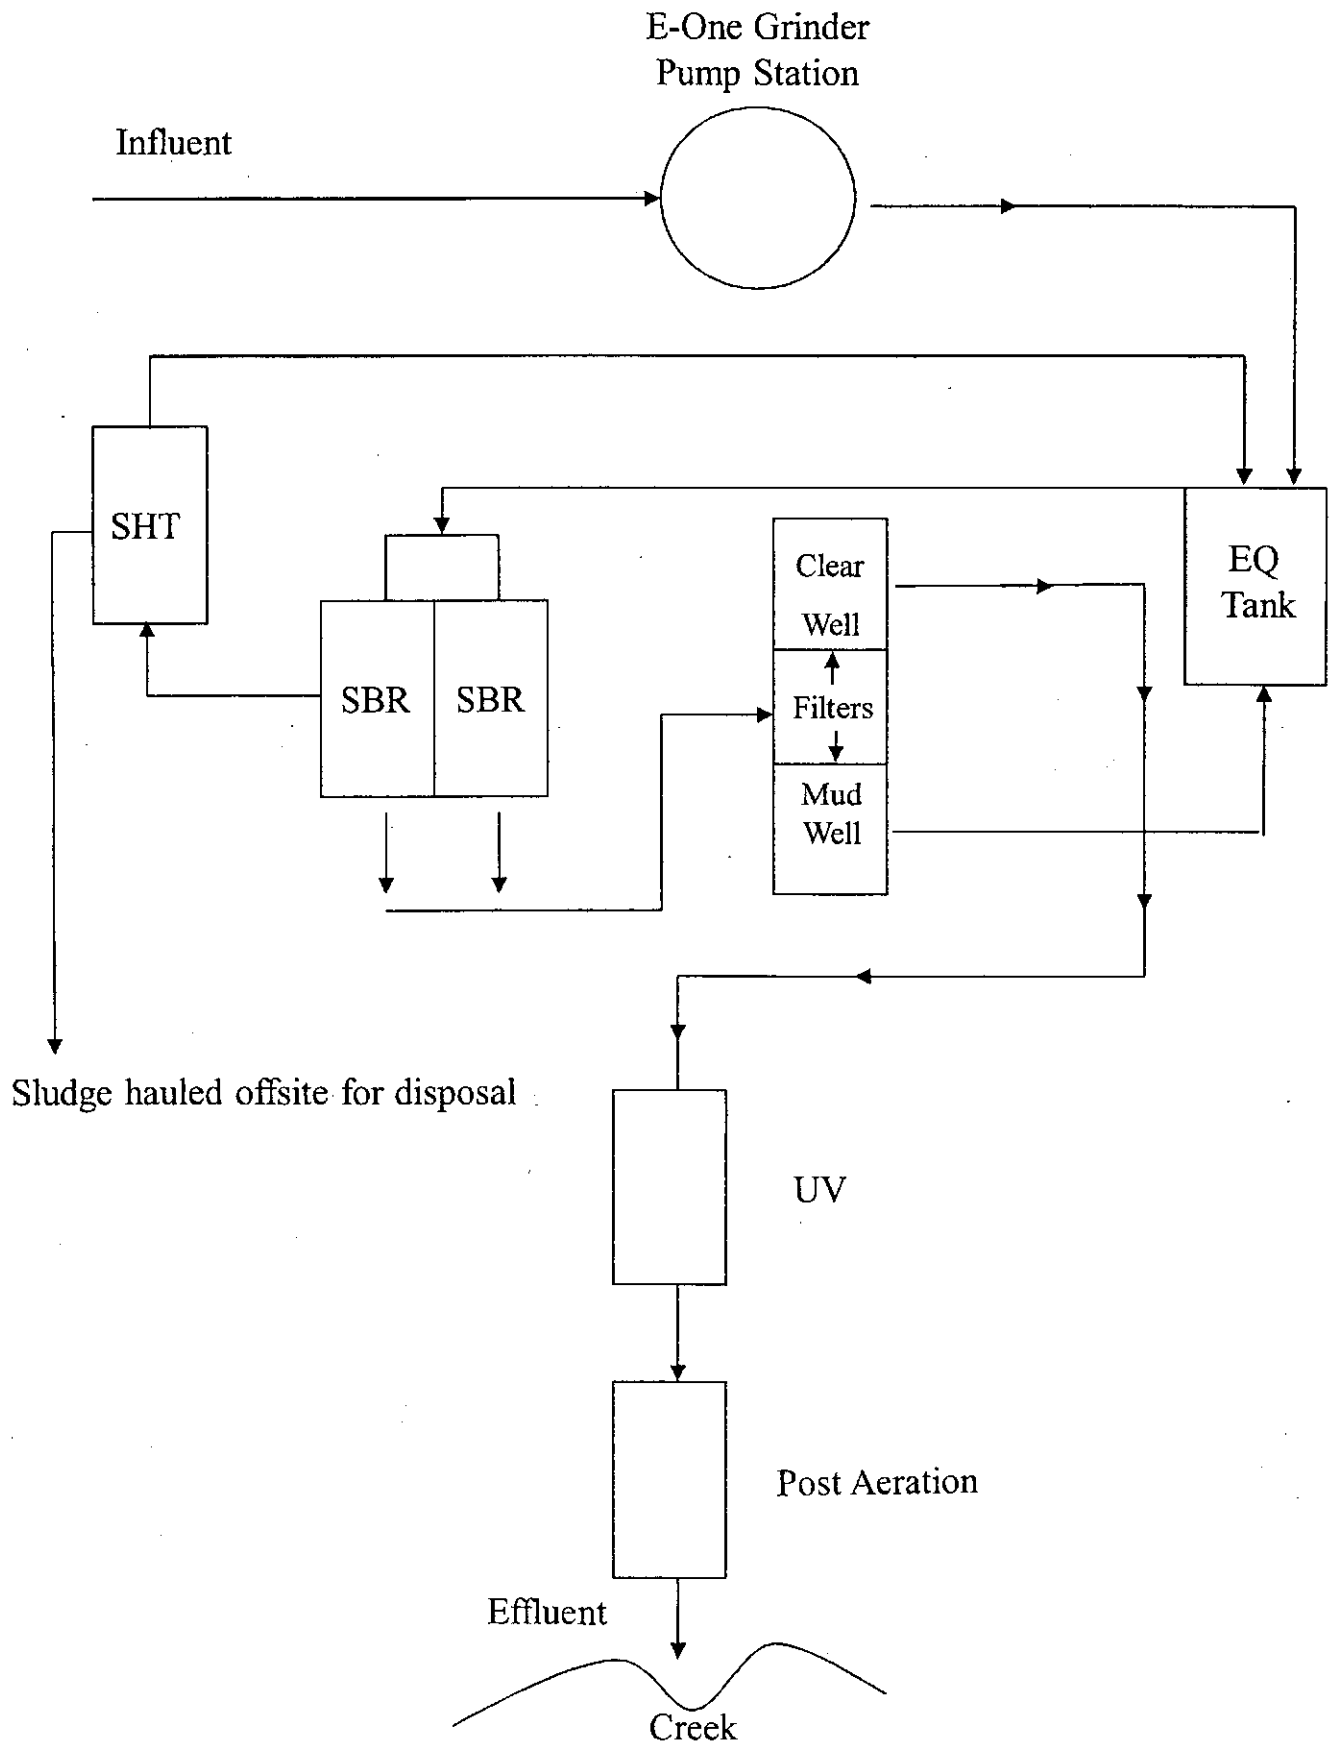 E-One Grinder
Pump Station
Influent
SHT
EQ
Tank
Clear
Well
SBR
SBR
Filters
Mud
Well
Sludge hauled offsite for disposal
UV
Post Aeration
Effluent
Creek